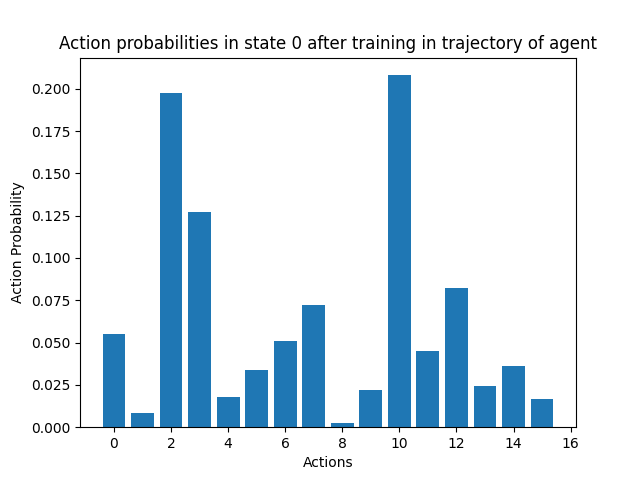 Action probabilities in state 0 after training in trajectory of agent
0.200
0.175
0.150
0.125
0.100
0.075
0.050
0.025
0.000
Action Probability
0 2 4 6 8 10 12 14 16
Actions